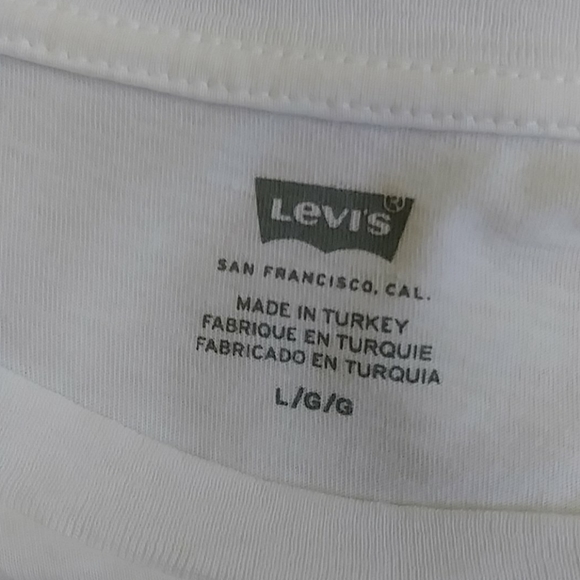 Levi's®
SAN FRANCISCO, CAL.
MADE IN TURKEY
FABRIQUE EN TURQUIE
FABRICADO EN TURQUIA
L/G/G